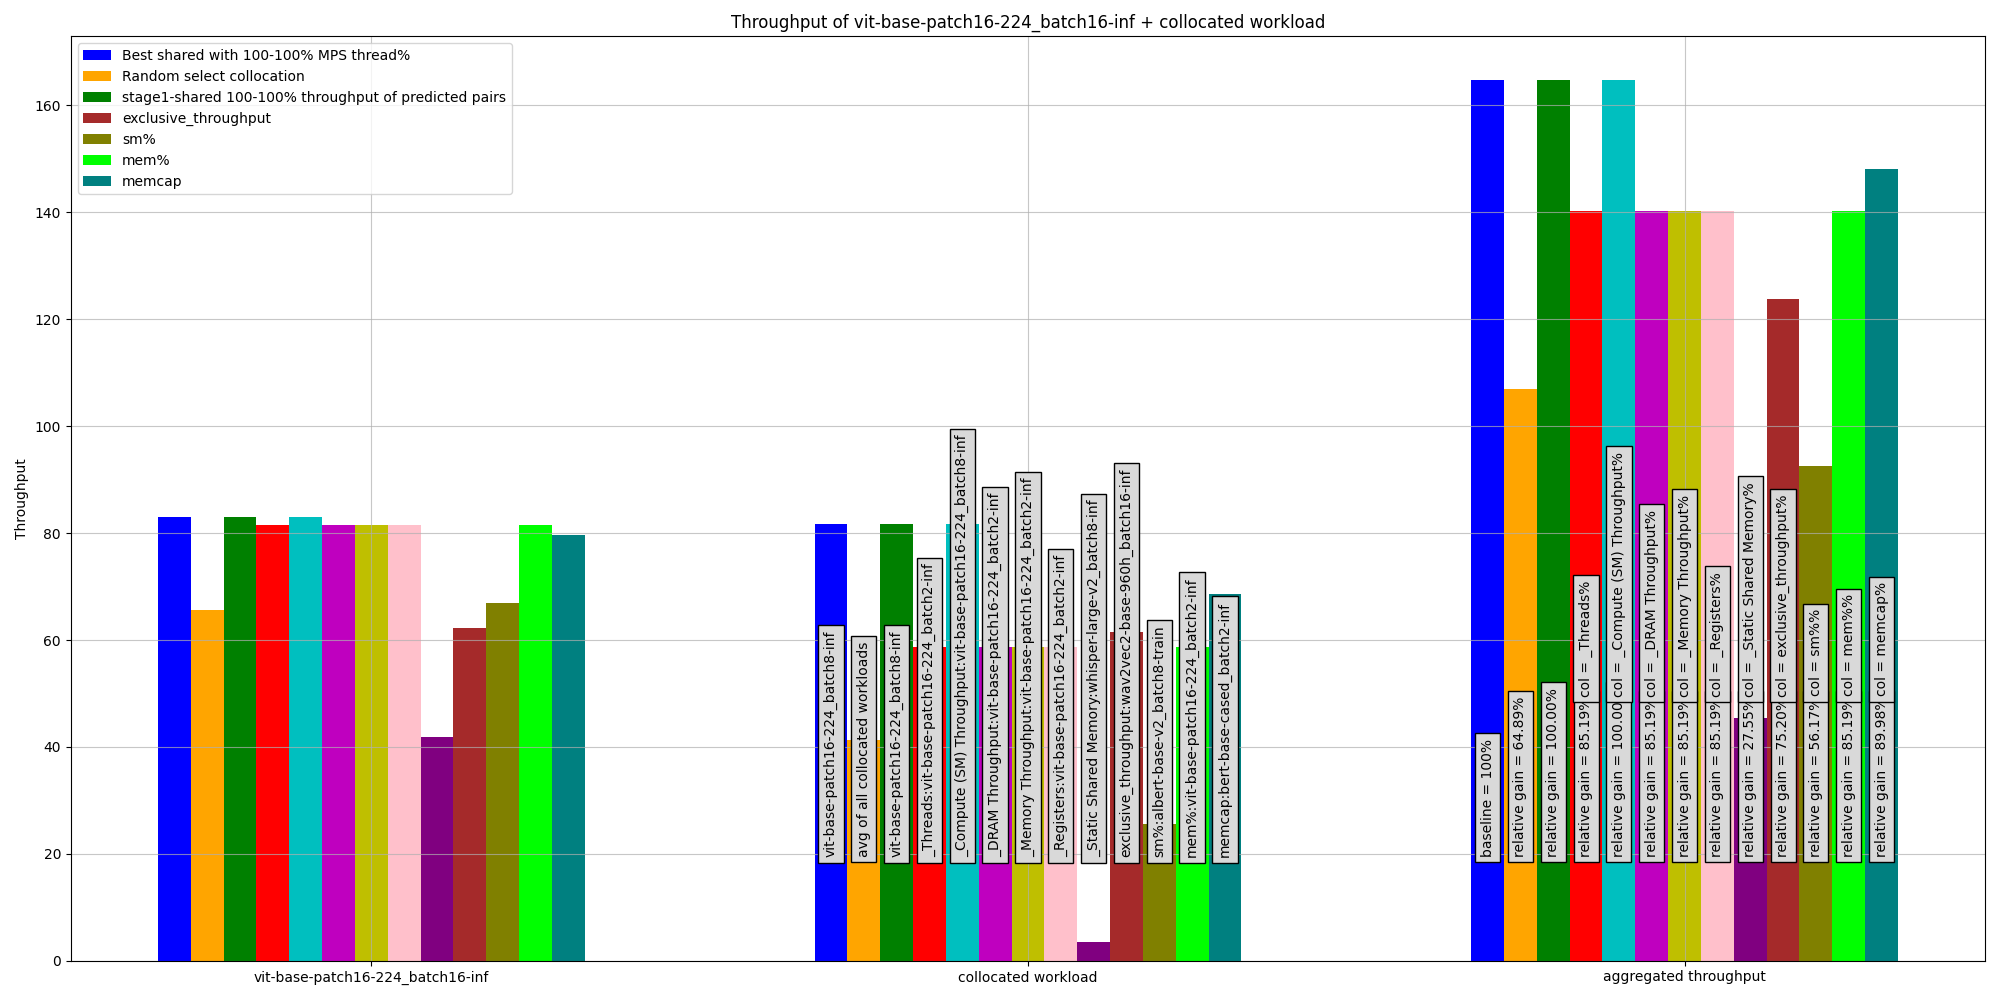 Throughput of vit-base-patch16-224_batch16-inf + collocated workload
Best shared with 100-100% MPS thread%
Random select collocation
stage1-shared 100-100% throughput of predicted pairs
exclusive_throughput
sm%
mem%
memcap
Throughput
160
140
120
100
80
60
40
20
0
vit-base-patch16-224_batch8-inf
avg of all collocated workloads
vit-base-patch16-224_batch8-inf
_Threads:vit-base-patch16-224_batch2-inf
_Compute (SM) Throughput:vit-base-patch16-224_batch8-inf
_DRAM Throughput:vit-base-patch16-224_batch2-inf
_Memory Throughput:vit-base-patch16-224_batch2-inf
_Registers:vit-base-patch16-224_batch2-inf
_Static Shared Memory:whisper-large-v2_batch8-inf
exclusive_throughput:wav2vec2-base-960h_batch16-inf
sm%:albert-base-v2_batch8-train
mem%:vit-base-patch16-224_batch2-inf
memcap:bert-base-cased_batch2-inf
baseline = 100%
relative gain = 64.89%
relative gain = 100.00%
relative gain = 85.19%
col = _Threads%
relative gain = 100.00
col = _Compute (SM) Throughput%
relative gain = 85.19%
col = _DRAM Throughput%
relative gain = 85.19%
col = _Memory Throughput%
relative gain = 85.19%
col = _Registers%
relative gain = 27.55%
col = _Static Shared Memory%
relative gain = 75.20%
col = exclusive_throughput%
relative gain = 56.17%
col = sm%%
relative gain = 85.19%
col = mem%%
relative gain = 89.98%
col = memcap%
vit-base-patch16-224_batch16-inf
collocated workload
aggregated throughput